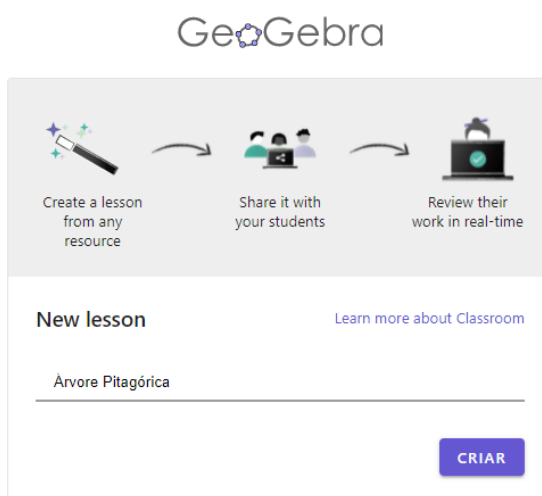 GeoGebra
Create a lesson
from any
resource
Share it with
your students
Review their
work in real-time
New lesson
Learn more about Classroom
Àrvore Pitagórica
CRIAR